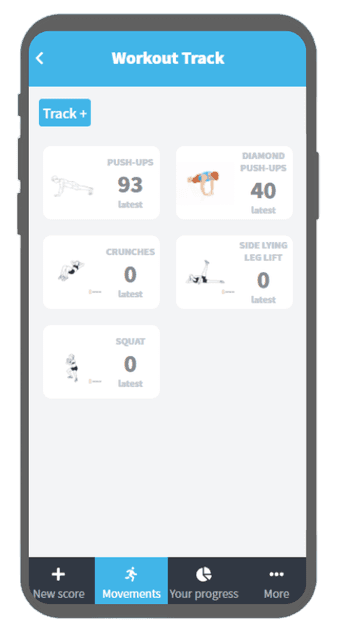 Workout Track
Track +
PUSH-UPS
93
latest
DIAMOND
PUSH-UPS
40
latest
CRUNCHES
0
latest
SIDE LYING
LEG LIFT
0
latest
SQUAT
0
latest
New score
Movements
Your progress
More